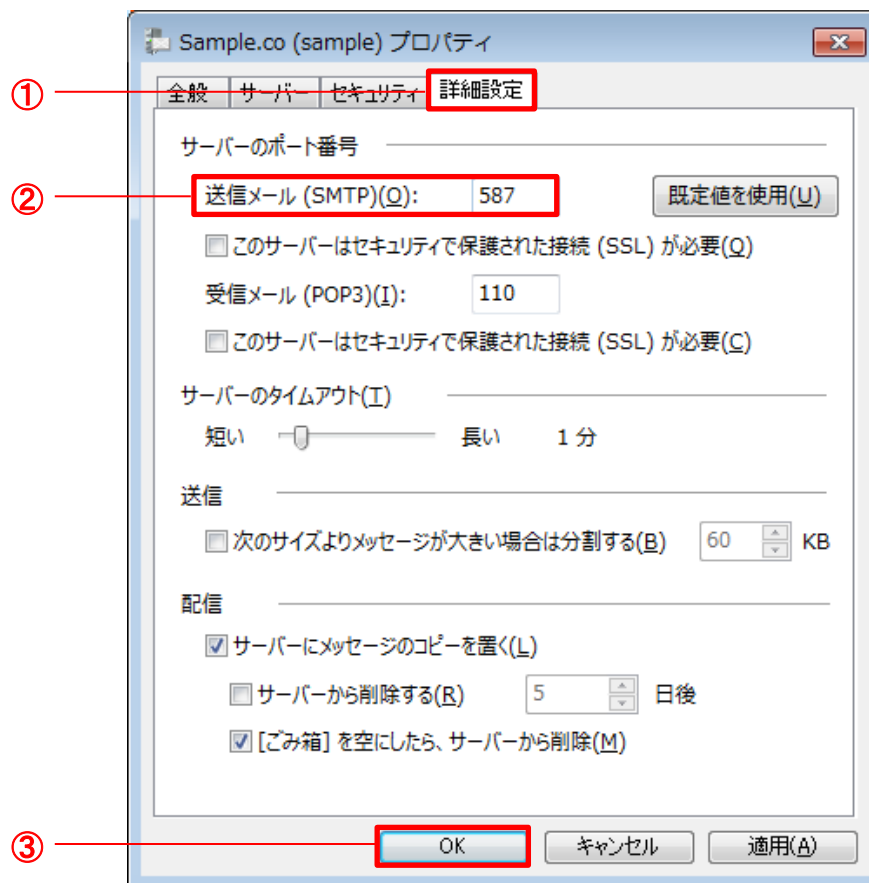 Sample.co (sample) プロパティ
① 全般 サーバー セキュリティ 詳細設定
サーバーのポート番号
② 送信メール (SMTP)(O): 587 既定値を使用(U)
このサーバーはセキュリティで保護された接続 (SSL) が必要(Q)
受信メール (POP3)(I): 110
このサーバーはセキュリティで保護された接続 (SSL) が必要(C)
サーバーのタイムアウト(T)
短い 長い 1 分
送信
次のサイズよりメッセージが大きい場合は分割する(B) 60 KB
配信
サーバーにメッセージのコピーを置く(L)
サーバーから削除する(R) 5 日後
[ごみ箱] を空にしたら、サーバーから削除(M)
③ OK キャンセル 適用(A)